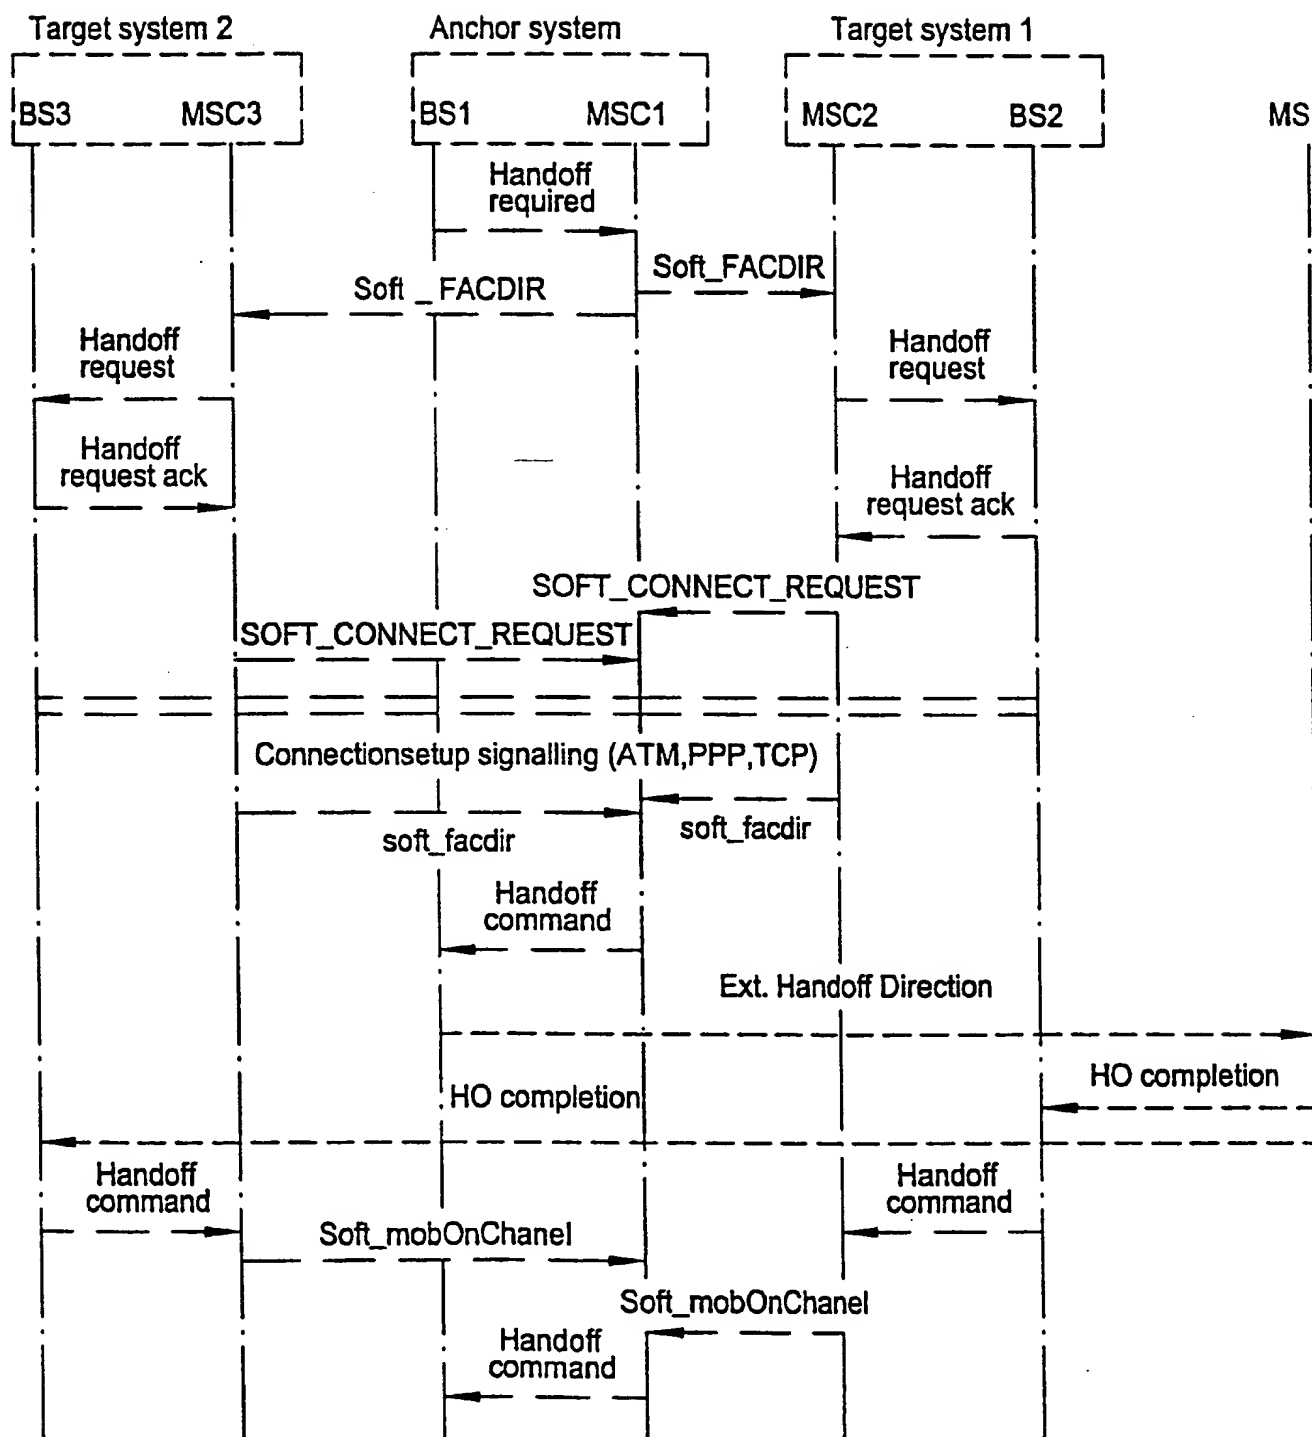 Target system 2
Anchor system
Target system 1
BS3
MSC3
BS1
MSC1
MSC2
BS2
MS
Handoff
required
Soft_FACDIR
Soft _ FACDIR
Handoff
request
Handoff
request
Handoff
request ack
Handoff
request ack
SOFT_CONNECT_REQUEST
SOFT_CONNECT_REQUEST
Connectionsetup signalling (ATM,PPP,TCP)
soft_facdir
soft_facdir
Handoff
command
Ext. Handoff Direction
HO completion
HO completion
Handoff
command
Handoff
command
Soft_mobOnChanel
Soft_mobOnChanel
Handoff
command